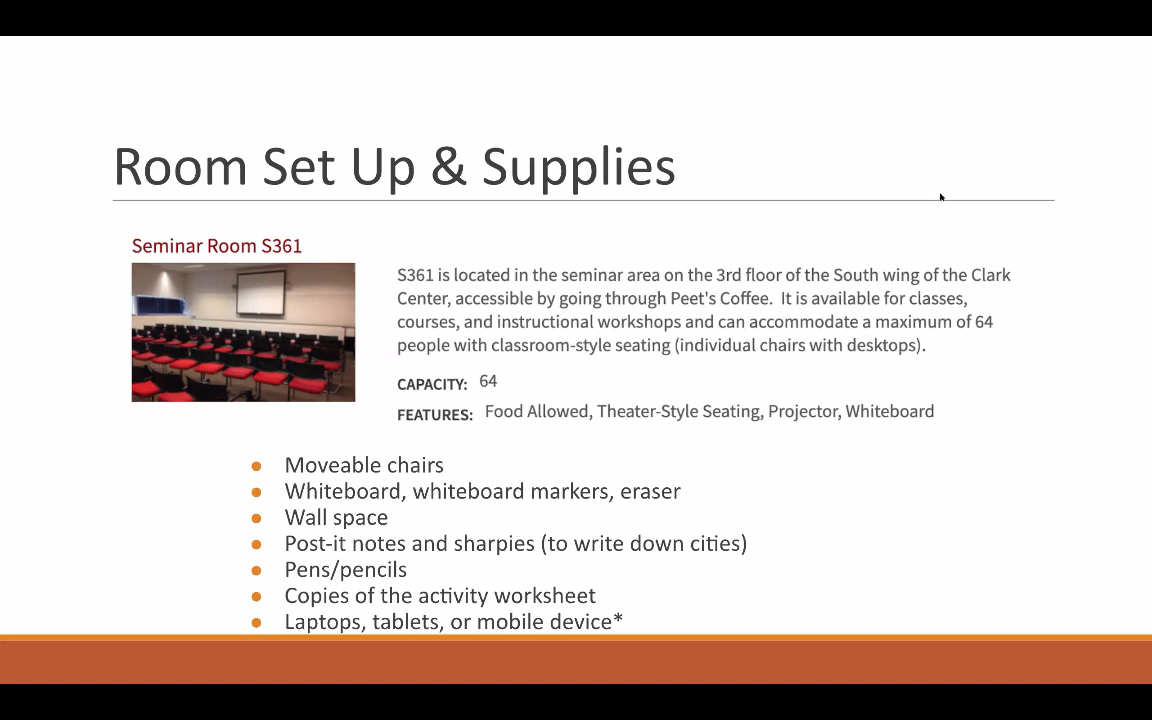 Room Set Up & Supplies
Seminar Room S361
S361 is located in the seminar area on the 3rd floor of the South wing of the Clark
Center, accessible by going through Peet's Coffee.  It is available for classes,
courses, and instructional workshops and can accommodate a maximum of 64
people with classroom-style seating (individual chairs with desktops).
CAPACITY: 64
FEATURES: Food Allowed, Theater-Style Seating, Projector, Whiteboard
● Moveable chairs
● Whiteboard, whiteboard markers, eraser
● Wall space
● Post-it notes and sharpies (to write down cities)
● Pens/pencils
● Copies of the activity worksheet
● Laptops, tablets, or mobile device*